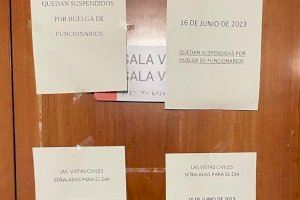 QUEDAN SUSPENDIDOS
POR HUELGA DE
FUNCIONARIOS.
16 DE JUNIO DE 2023
QUEDAN SUSPENDIDAS POR
HUELGA DE FUNCIONARIOS
SALA V
SALA V
LAS VISTAS CIVILES
SEÑALADAS PARA EL DIA
LAS VISTAS CIVILES
SEÑALADAS PARA EL DIA